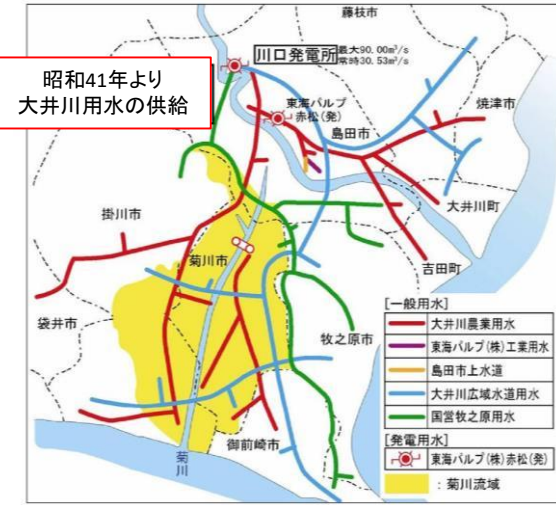 藤枝市
川口発電所
最大90.00m³/s
常時30.53m³/s
昭和41年より
大井川用水の供給
東海パルプ
赤松(発)
焼津市
島田市
掛川市
大井川町
菊川市
吉田町
袋井市
牧之原市
御前崎市
菊川
[一般用水]
大井川農業用水
東海パルプ(株)工業用水
島田市上水道
大井川広域水道用水
国営牧之原用水
[発電用水]
東海パルプ(株)赤松(発)
：菊川流域